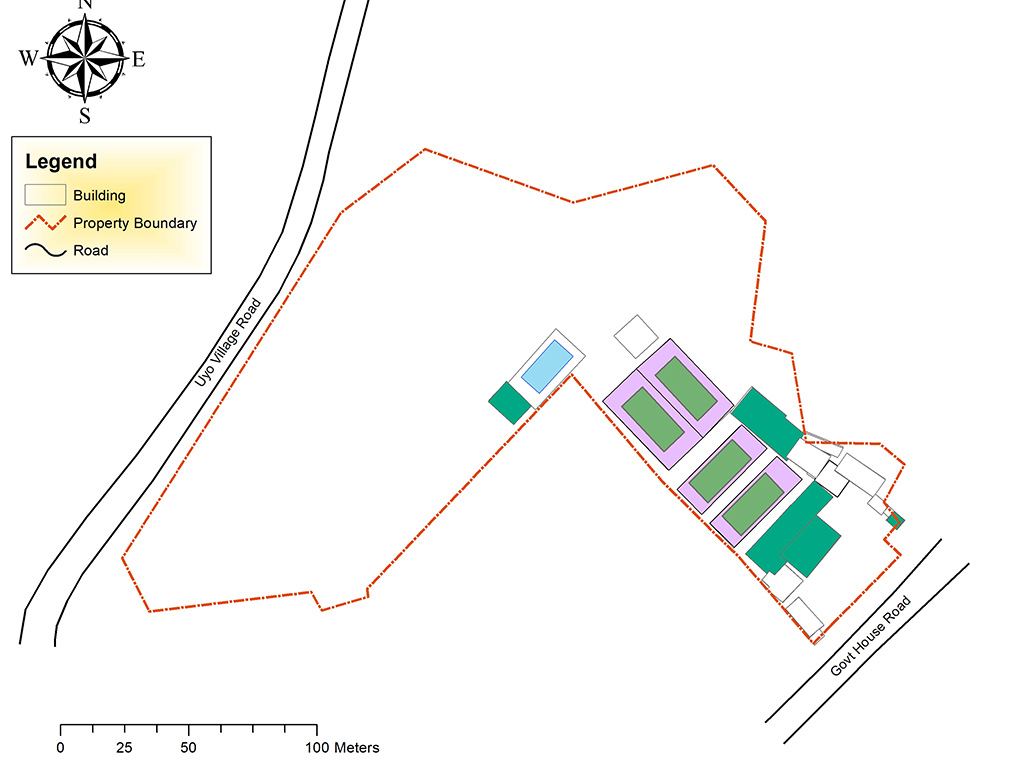 N
W E
S
Legend
Building
Property Boundary
Road
Uyo Village Road
Govt House Road
0 25 50 100 Meters